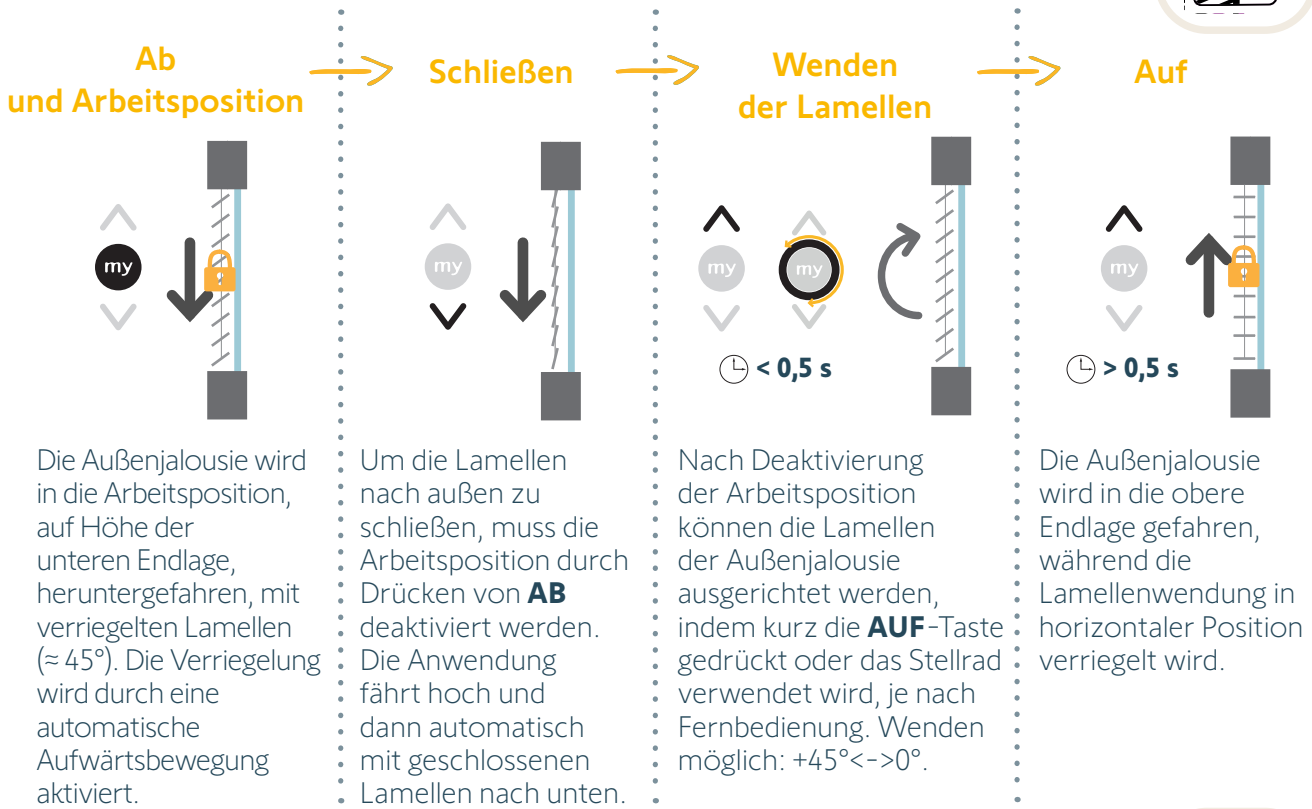 Ab
und Arbeitsposition
my
Die Außenjalousie wird
in die Arbeitsposition,
auf Höhe der
unteren Endlage,
heruntergefahren, mit
verriegelten Lamellen
(≈ 45°). Die Verriegelung
wird durch eine
automatische
Aufwärtsbewegung
aktiviert.
Schließen
my
Um die Lamellen
nach außen zu
schließen, muss die
Arbeitsposition durch
Drücken von AB
deaktiviert werden.
Die Anwendung
fährt hoch und
dann automatisch
mit geschlossenen
Lamellen nach unten.
Wenden
der Lamellen
my my
< 0,5 s
Nach Deaktivierung
der Arbeitsposition
können die Lamellen
der Außenjalousie
ausgerichtet werden,
indem kurz die AUF-Taste
gedrückt oder das Stellrad
verwendet wird, je nach
Fernbedienung. Wenden
möglich: +45°<->0°.
Auf
my
> 0,5 s
Die Außenjalousie
wird in die obere
Endlage gefahren,
während die
Lamellenwendung in
horizontaler Position
verriegelt wird.